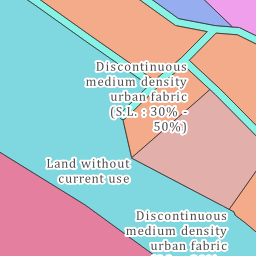 Discontinuous
medium density
urban fabric
(S.L. : 30% -
50%)
Land without
current use
Discontinuous
medium density
urban fabric